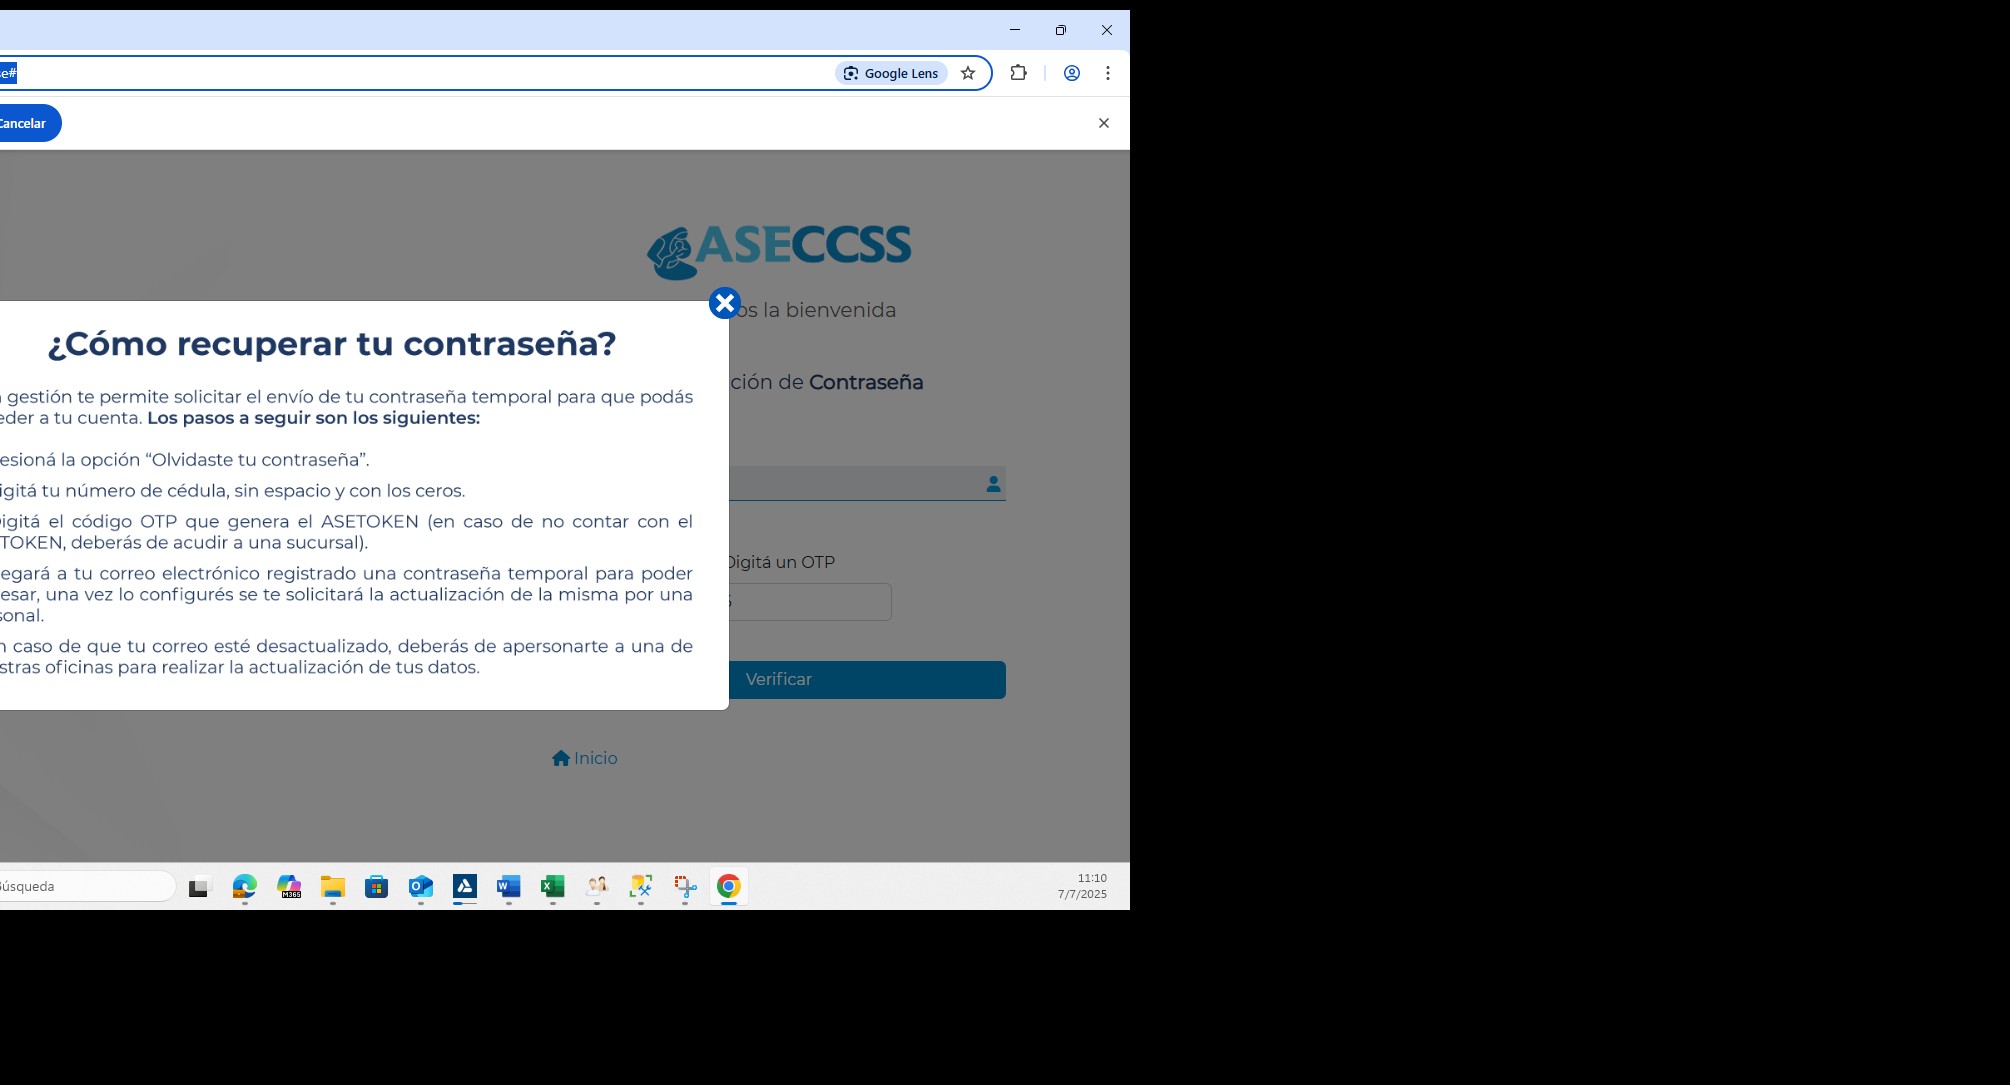 se#
Google Lens
Cancelar
ASECCSS
os la bienvenida
¿Cómo recuperar tu contraseña?
ción de Contraseña
gestión te permite solicitar el envío de tu contraseña temporal para que podás
eder a tu cuenta. Los pasos a seguir son los siguientes:
esioná la opción “Olvidaste tu contraseña”.
igitá tu número de cédula, sin espacio y con los ceros.
igitá el código OTP que genera el ASETOKEN (en caso de no contar con el
TOKEN, deberás de acudir a una sucursal).
Digitá un OTP
egará a tu correo electrónico registrado una contraseña temporal para poder
esar, una vez lo configurés se te solicitará la actualización de la misma por una
sonal.
n caso de que tu correo esté desactualizado, deberás de apersonarte a una de
stras oficinas para realizar la actualización de tus datos.
Verificar
Inicio
Búsqueda
M365
11:10
7/7/2025